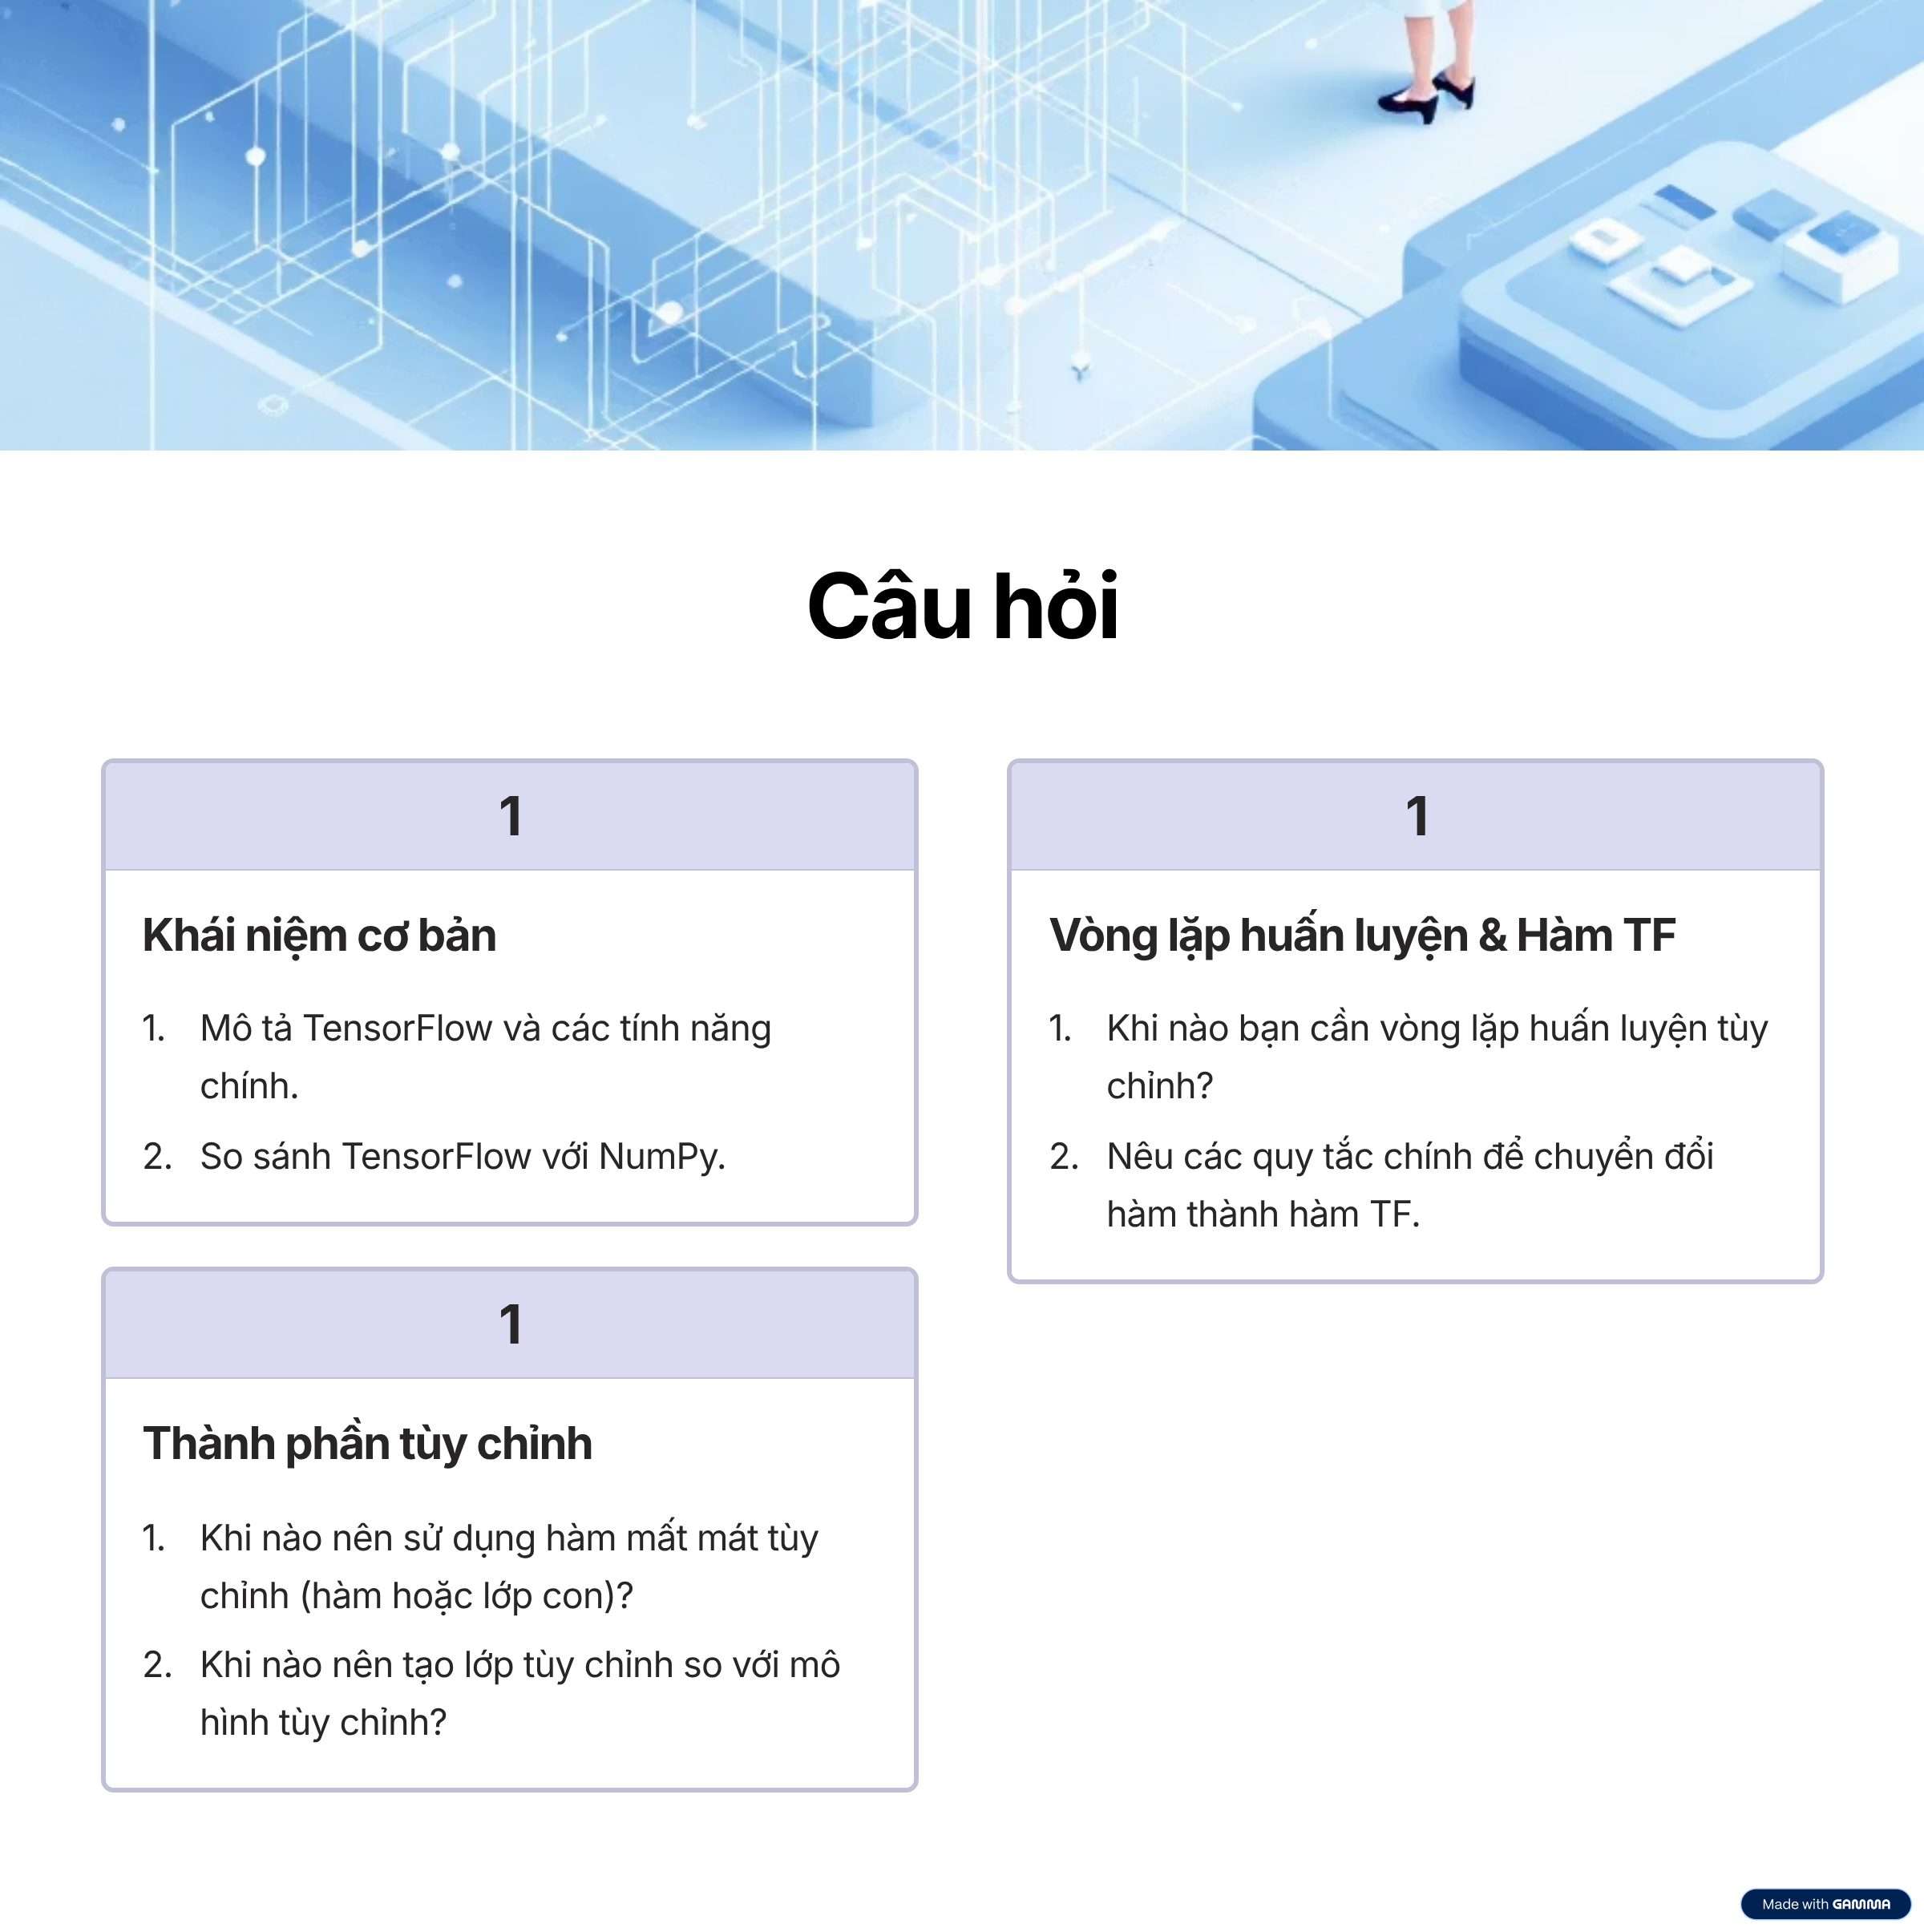 Câu hỏi
1
Khái niệm cơ bản
1. Mô tả TensorFlow và các tính năng
chính.
2. So sánh TensorFlow với NumPy.
1
Vòng lặp huấn luyện & Hàm TF
1. Khi nào bạn cần vòng lặp huấn luyện tùy
chỉnh?
2. Nêu các quy tắc chính để chuyển đổi
hàm thành hàm TF.
1
Thành phần tùy chỉnh
1. Khi nào nên sử dụng hàm mất mát tùy
chỉnh (hàm hoặc lớp con)?
2. Khi nào nên tạo lớp tùy chỉnh so với mô
hình tùy chỉnh?
Made with GAMMA